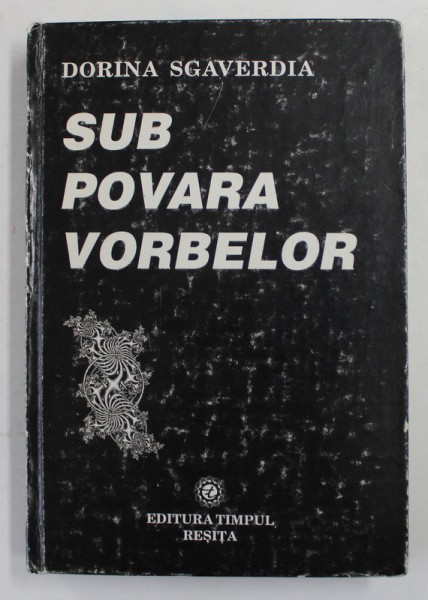 DORINA SGAVERDIA
SUB
POVARA
VORBELOR
EDITURA TIMPUL
REȘIȚA